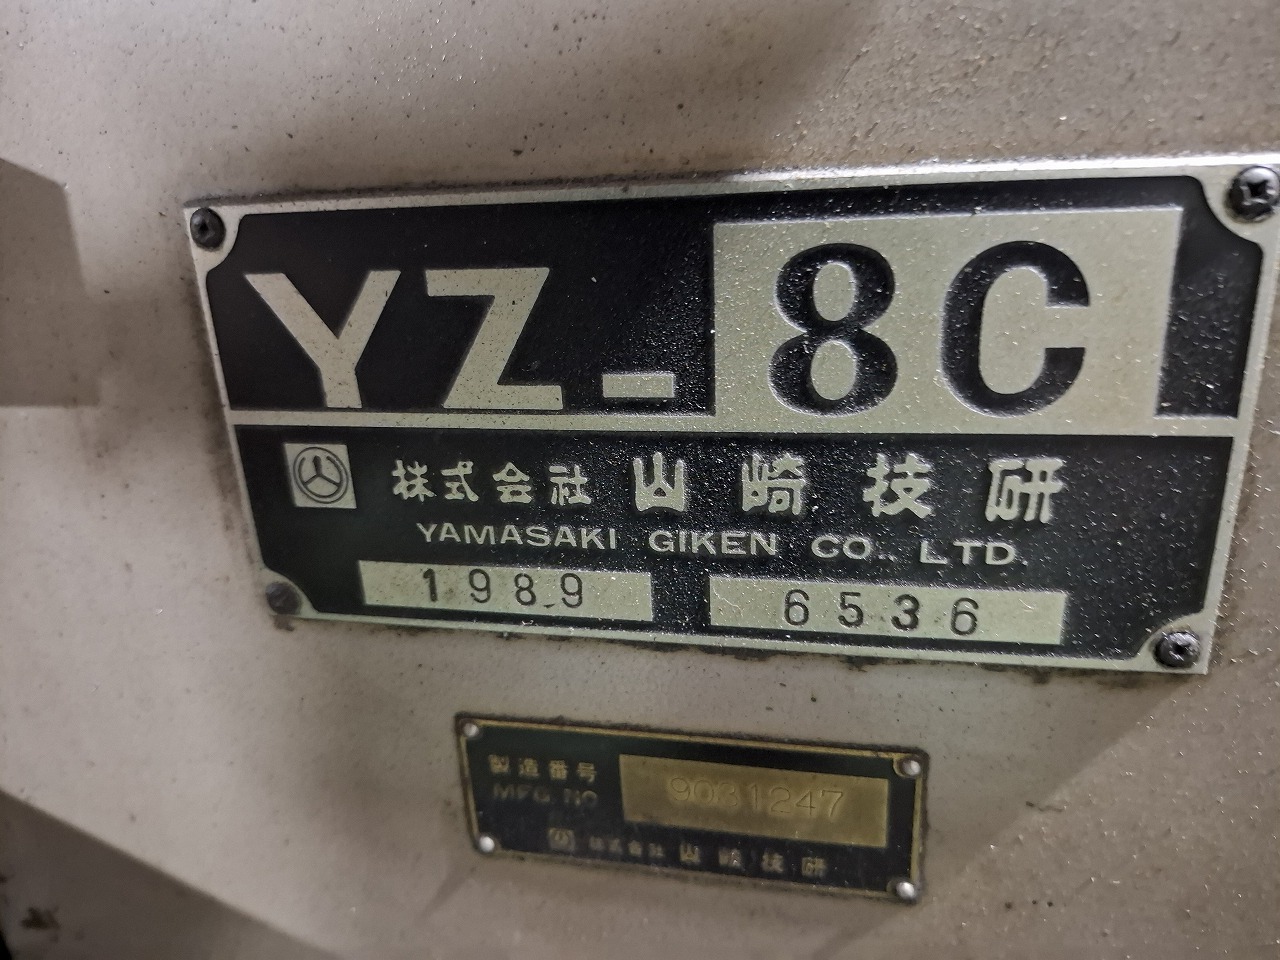 YZ-8C
株式会社 山崎技研
YAMASAKI GIKEN CO., LTD.
1989 6536
製造番号 9031247
MFG NO
株式会社 山崎技研